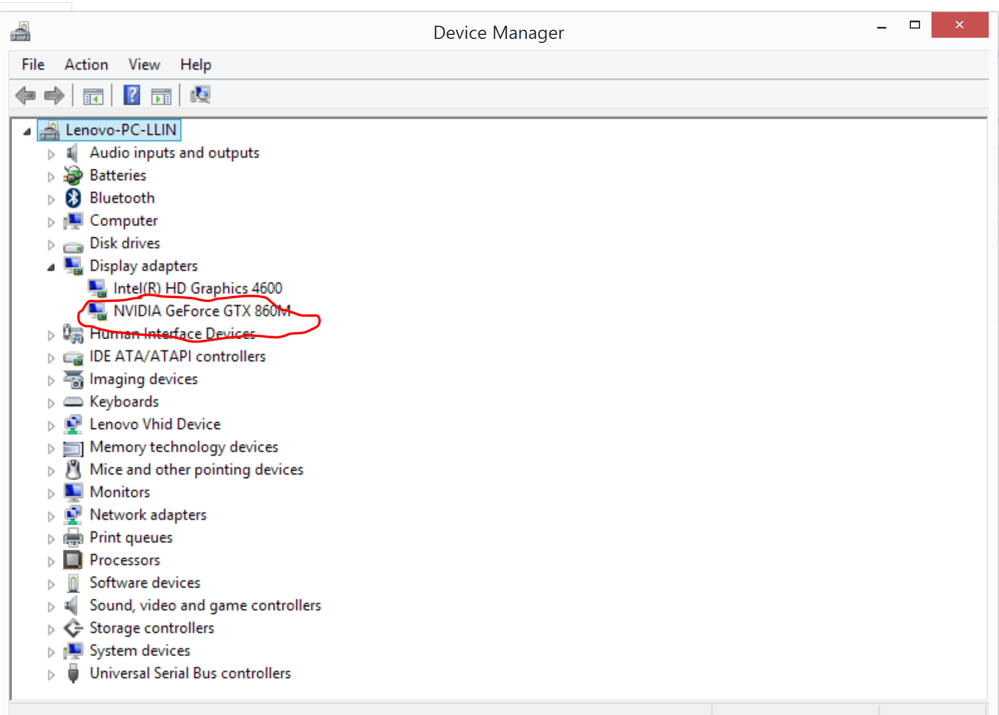 Device Manager
File Action View Help
Lenovo-PC-LLIN
Audio inputs and outputs
Batteries
Bluetooth
Computer
Disk drives
Display adapters
Intel(R) HD Graphics 4600
NVIDIA GeForce GTX 860M
Human Interface Devices
IDE ATA/ATAPI controllers
Imaging devices
Keyboards
Lenovo Vhid Device
Memory technology devices
Mice and other pointing devices
Monitors
Network adapters
Print queues
Processors
Software devices
Sound, video and game controllers
Storage controllers
System devices
Universal Serial Bus controllers